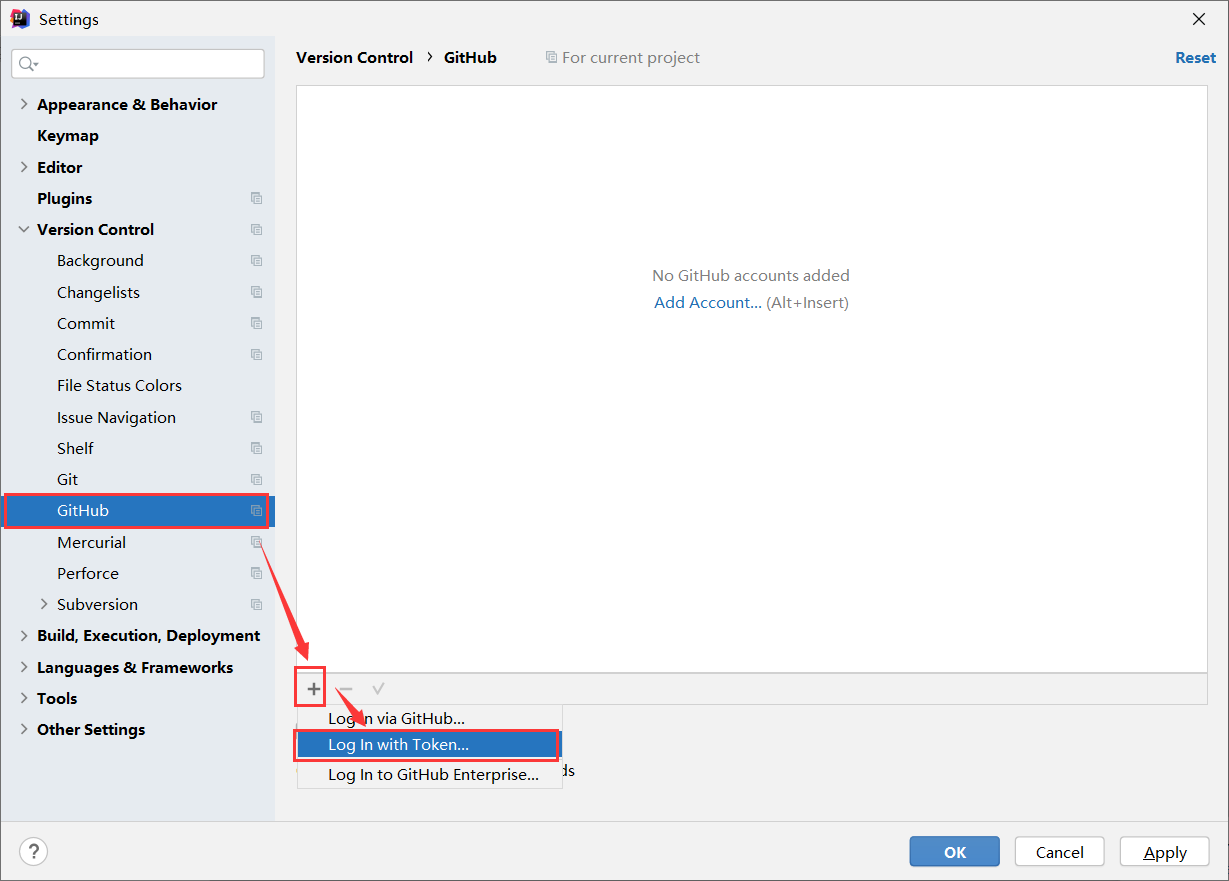 Settings
Version Control › GitHub For current project Reset
Appearance & Behavior
Keymap
Editor
Plugins
Version Control
Background
Changelists
Commit
Confirmation
File Status Colors
Issue Navigation
Shelf
Git
GitHub
Mercurial
Perforce
Subversion
Build, Execution, Deployment
Languages & Frameworks
Tools
Other Settings
No GitHub accounts added
Add Account... (Alt+Insert)
Log In via GitHub...
Log In with Token...
Log In to GitHub Enterprise...
? OK Cancel Apply